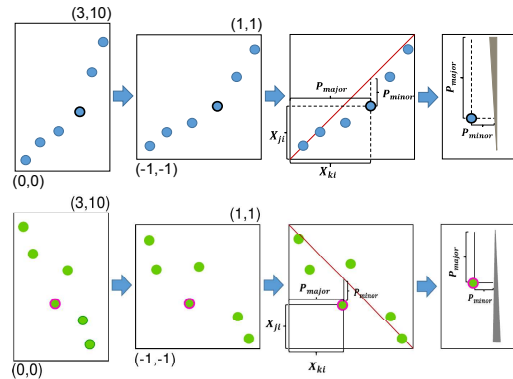 (3,10)
(1,1)
P_major
P_minor
X_ji
X_ki
P_major
P_minor
(0,0)
(-1,-1)
(3,10)
(1,1)
P_major
P_minor
X_ji
X_ki
P_major
P_minor
(0,0)
(-1,-1)